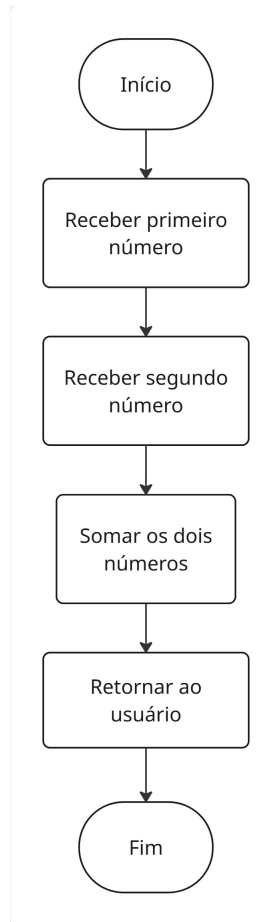 Início
Receber primeiro
número
Receber segundo
número
Somar os dois
números
Retornar ao
usuário
Fim